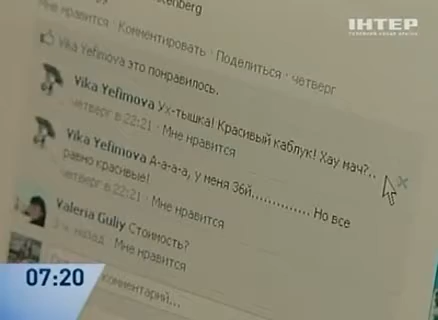 tenberg
Мне нравится · Комментировать · Поделиться · четверг
ІНТЕР
Vika Yefimova это понравилось.
Vika Yefimova Ух-тышка! Красивый каблук! Хау мач?..
четверг в 22:21 · Мне нравится
Vika Yefimova А-а-а-а, у меня 36й.............. Но все
равно красивые!
четверг в 22:21 · Мне нравится
Valeria Guliy Стоимость?
назад · Мне нравится
комментарий...
07:20